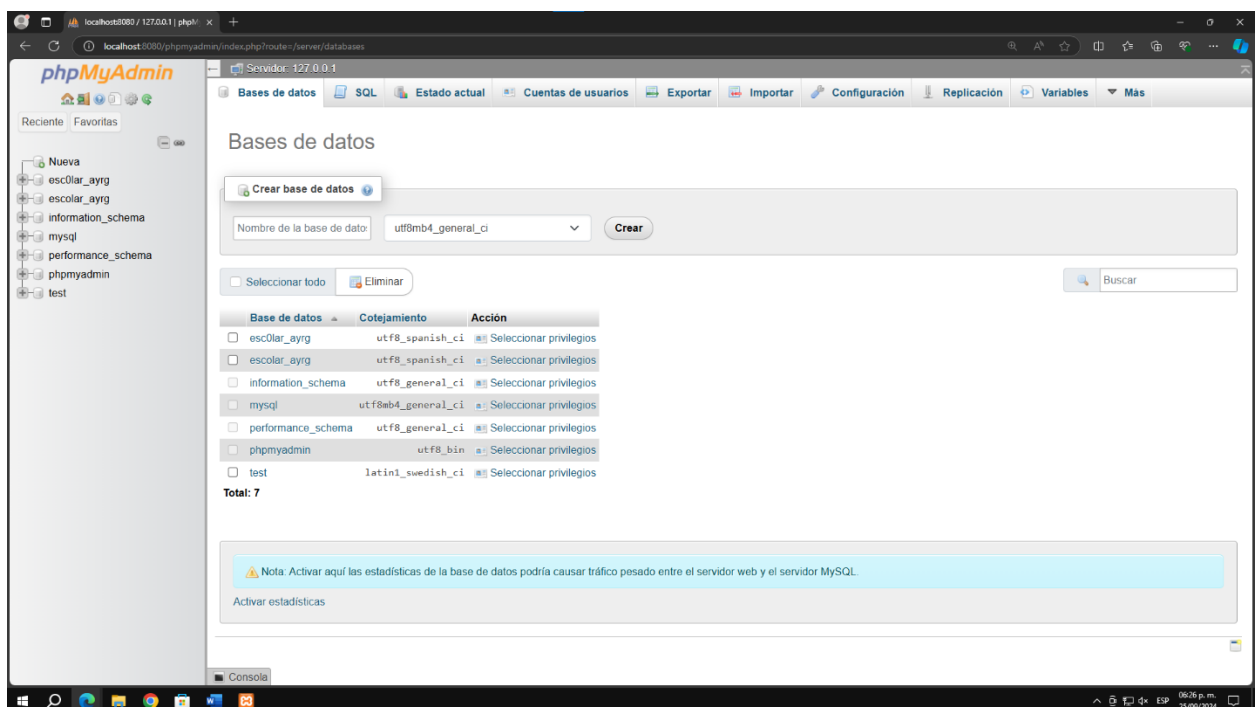 localhost:8080 / 127.0.0.1 | phpM
localhost:8080/phpmyadmin/index.php?route=/server/databases
phpMyAdmin
Reciente Favoritas
Nueva
esc0lar_ayrg
escolar_ayrg
information_schema
mysql
performance_schema
phpmyadmin
test
Servidor: 127.0.0.1
Bases de datos SQL Estado actual Cuentas de usuarios Exportar Importar Configuración Replicación Variables Más
Bases de datos
Crear base de datos
Nombre de la base de dato utf8mb4_general_ci Crear
Seleccionar todo Eliminar Buscar
Base de datos Cotejamiento Acción
esc0lar_ayrg utf8_spanish_ci Seleccionar privilegios
escolar_ayrg utf8_spanish_ci Seleccionar privilegios
information_schema utf8_general_ci Seleccionar privilegios
mysql utf8mb4_general_ci Seleccionar privilegios
performance_schema utf8_general_ci Seleccionar privilegios
phpmyadmin utf8_bin Seleccionar privilegios
test latin1_swedish_ci Seleccionar privilegios
Total: 7
Nota: Activar aquí las estadísticas de la base de datos podría causar tráfico pesado entre el servidor web y el servidor MySQL.
Activar estadísticas
Consola
ESP
06:26 p. m.
25/09/2024